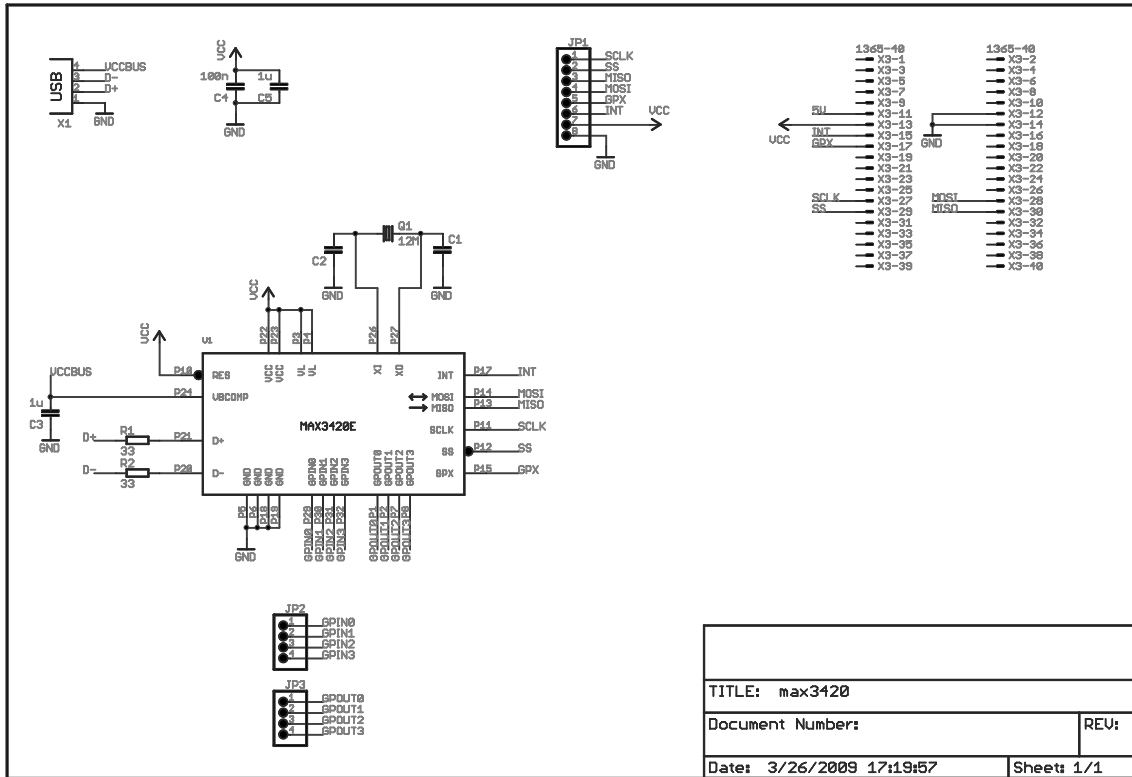 USB
4
VCCBUS
3
D-
2
D+
1
X1
GND
VCC
100n
1u
C4
C5
GND
JP1
1
SCLK
2
SS
3
MISO
4
MOSI
5
GPX
6
INT
7
VCC
8
GND
1365-40
X3-1
X3-3
X3-5
X3-7
X3-9
5V
X3-11
X3-13
VCC
INT
X3-15
GPX
X3-17
X3-19
X3-21
X3-23
X3-25
SCLK
X3-27
SS
X3-29
X3-31
X3-33
X3-35
X3-37
X3-39
1365-40
X3-2
X3-4
X3-6
X3-8
X3-10
X3-12
X3-14
GND
X3-16
X3-18
X3-20
X3-22
X3-24
X3-26
MOSI
X3-28
MISO
X3-30
X3-32
X3-34
X3-36
X3-38
X3-40
Q1
12M
C2
C1
GND
GND
VCC
VCC
P22
P23
P3
P4
P26
P27
U1
VCCBUS
1u
C3
GND
P10
RES
P24
VBCOMP
D+
R1
33
P21
D+
D-
R2
33
P20
D-
VCC
VCC
VL
VL
XI
XO
MAX3420E
INT
P17
INT
MOSI
P14
MOSI
MISO
P13
MISO
SCLK
P11
SCLK
SS
P12
SS
GPX
P15
GPX
GND
GND
GND
GND
GPIN0
GPIN1
GPIN2
GPIN3
GPOUT0
GPOUT1
GPOUT2
GPOUT3
P5
P6
P18
P19
P29
P30
P31
P32
P1
P2
P7
P8
GND
GPIN0
GPIN1
GPIN2
GPIN3
GPOUT0
GPOUT1
GPOUT2
GPOUT3
JP2
1
GPIN0
2
GPIN1
3
GPIN2
4
GPIN3
JP3
1
GPOUT0
2
GPOUT1
3
GPOUT2
4
GPOUT3
TITLE: max3420
Document Number:
REV:
Date: 3/26/2009 17:19:57
Sheet: 1/1